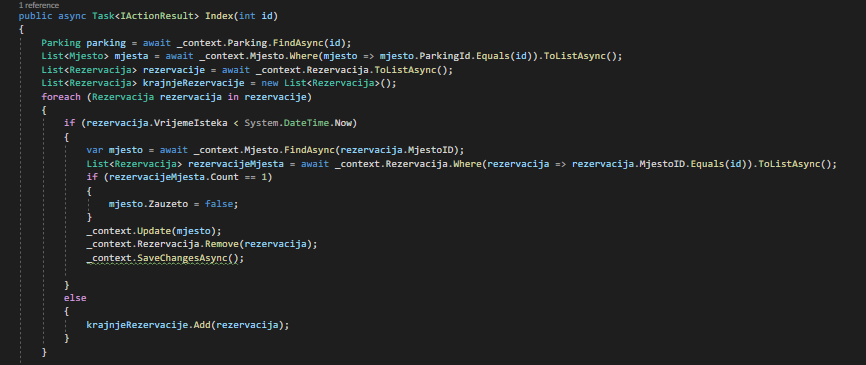 1 reference
public async Task<IActionResult> Index(int id)
{
Parking parking = await _context.Parking.FindAsync(id);
List<Mjesto> mjesta = await _context.Mjesto.Where(mjesto => mjesto.ParkingId.Equals(id)).ToListAsync();
List<Rezervacija> rezervacije = await _context.Rezervacija.ToListAsync();
List<Rezervacija> krajnjeRezervacije = new List<Rezervacija>();
foreach (Rezervacija rezervacija in rezervacije)
{
if (rezervacija.VrijemeIsteka < System.DateTime.Now)
{
var mjesto = await _context.Mjesto.FindAsync(rezervacija.MjestoID);
List<Rezervacija> rezervacijeMjesta = await _context.Rezervacija.Where(rezervacija => rezervacija.MjestoID.Equals(id)).ToListAsync();
if (rezervacijeMjesta.Count == 1)
{
mjesto.Zauzeto = false;
}
_context.Update(mjesto);
_context.Rezervacija.Remove(rezervacija);
_context.SaveChangesAsync();
}
else
{
krajnjeRezervacije.Add(rezervacija);
}
}